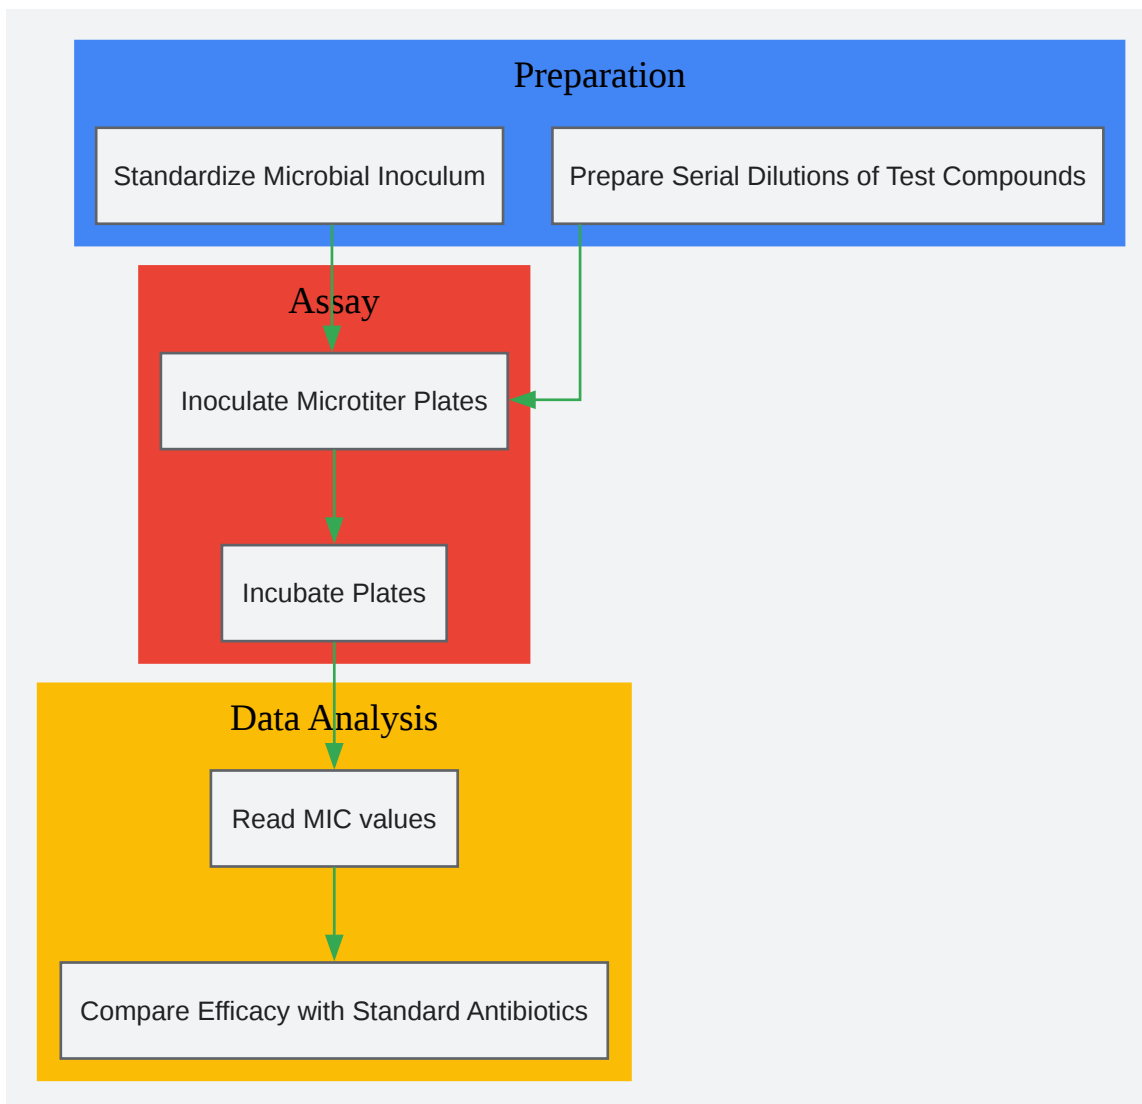 Preparation
Standardize Microbial Inoculum
Prepare Serial Dilutions of Test Compounds
Assay
Inoculate Microtiter Plates
Incubate Plates
Data Analysis
Read MIC values
Compare Efficacy with Standard Antibiotics